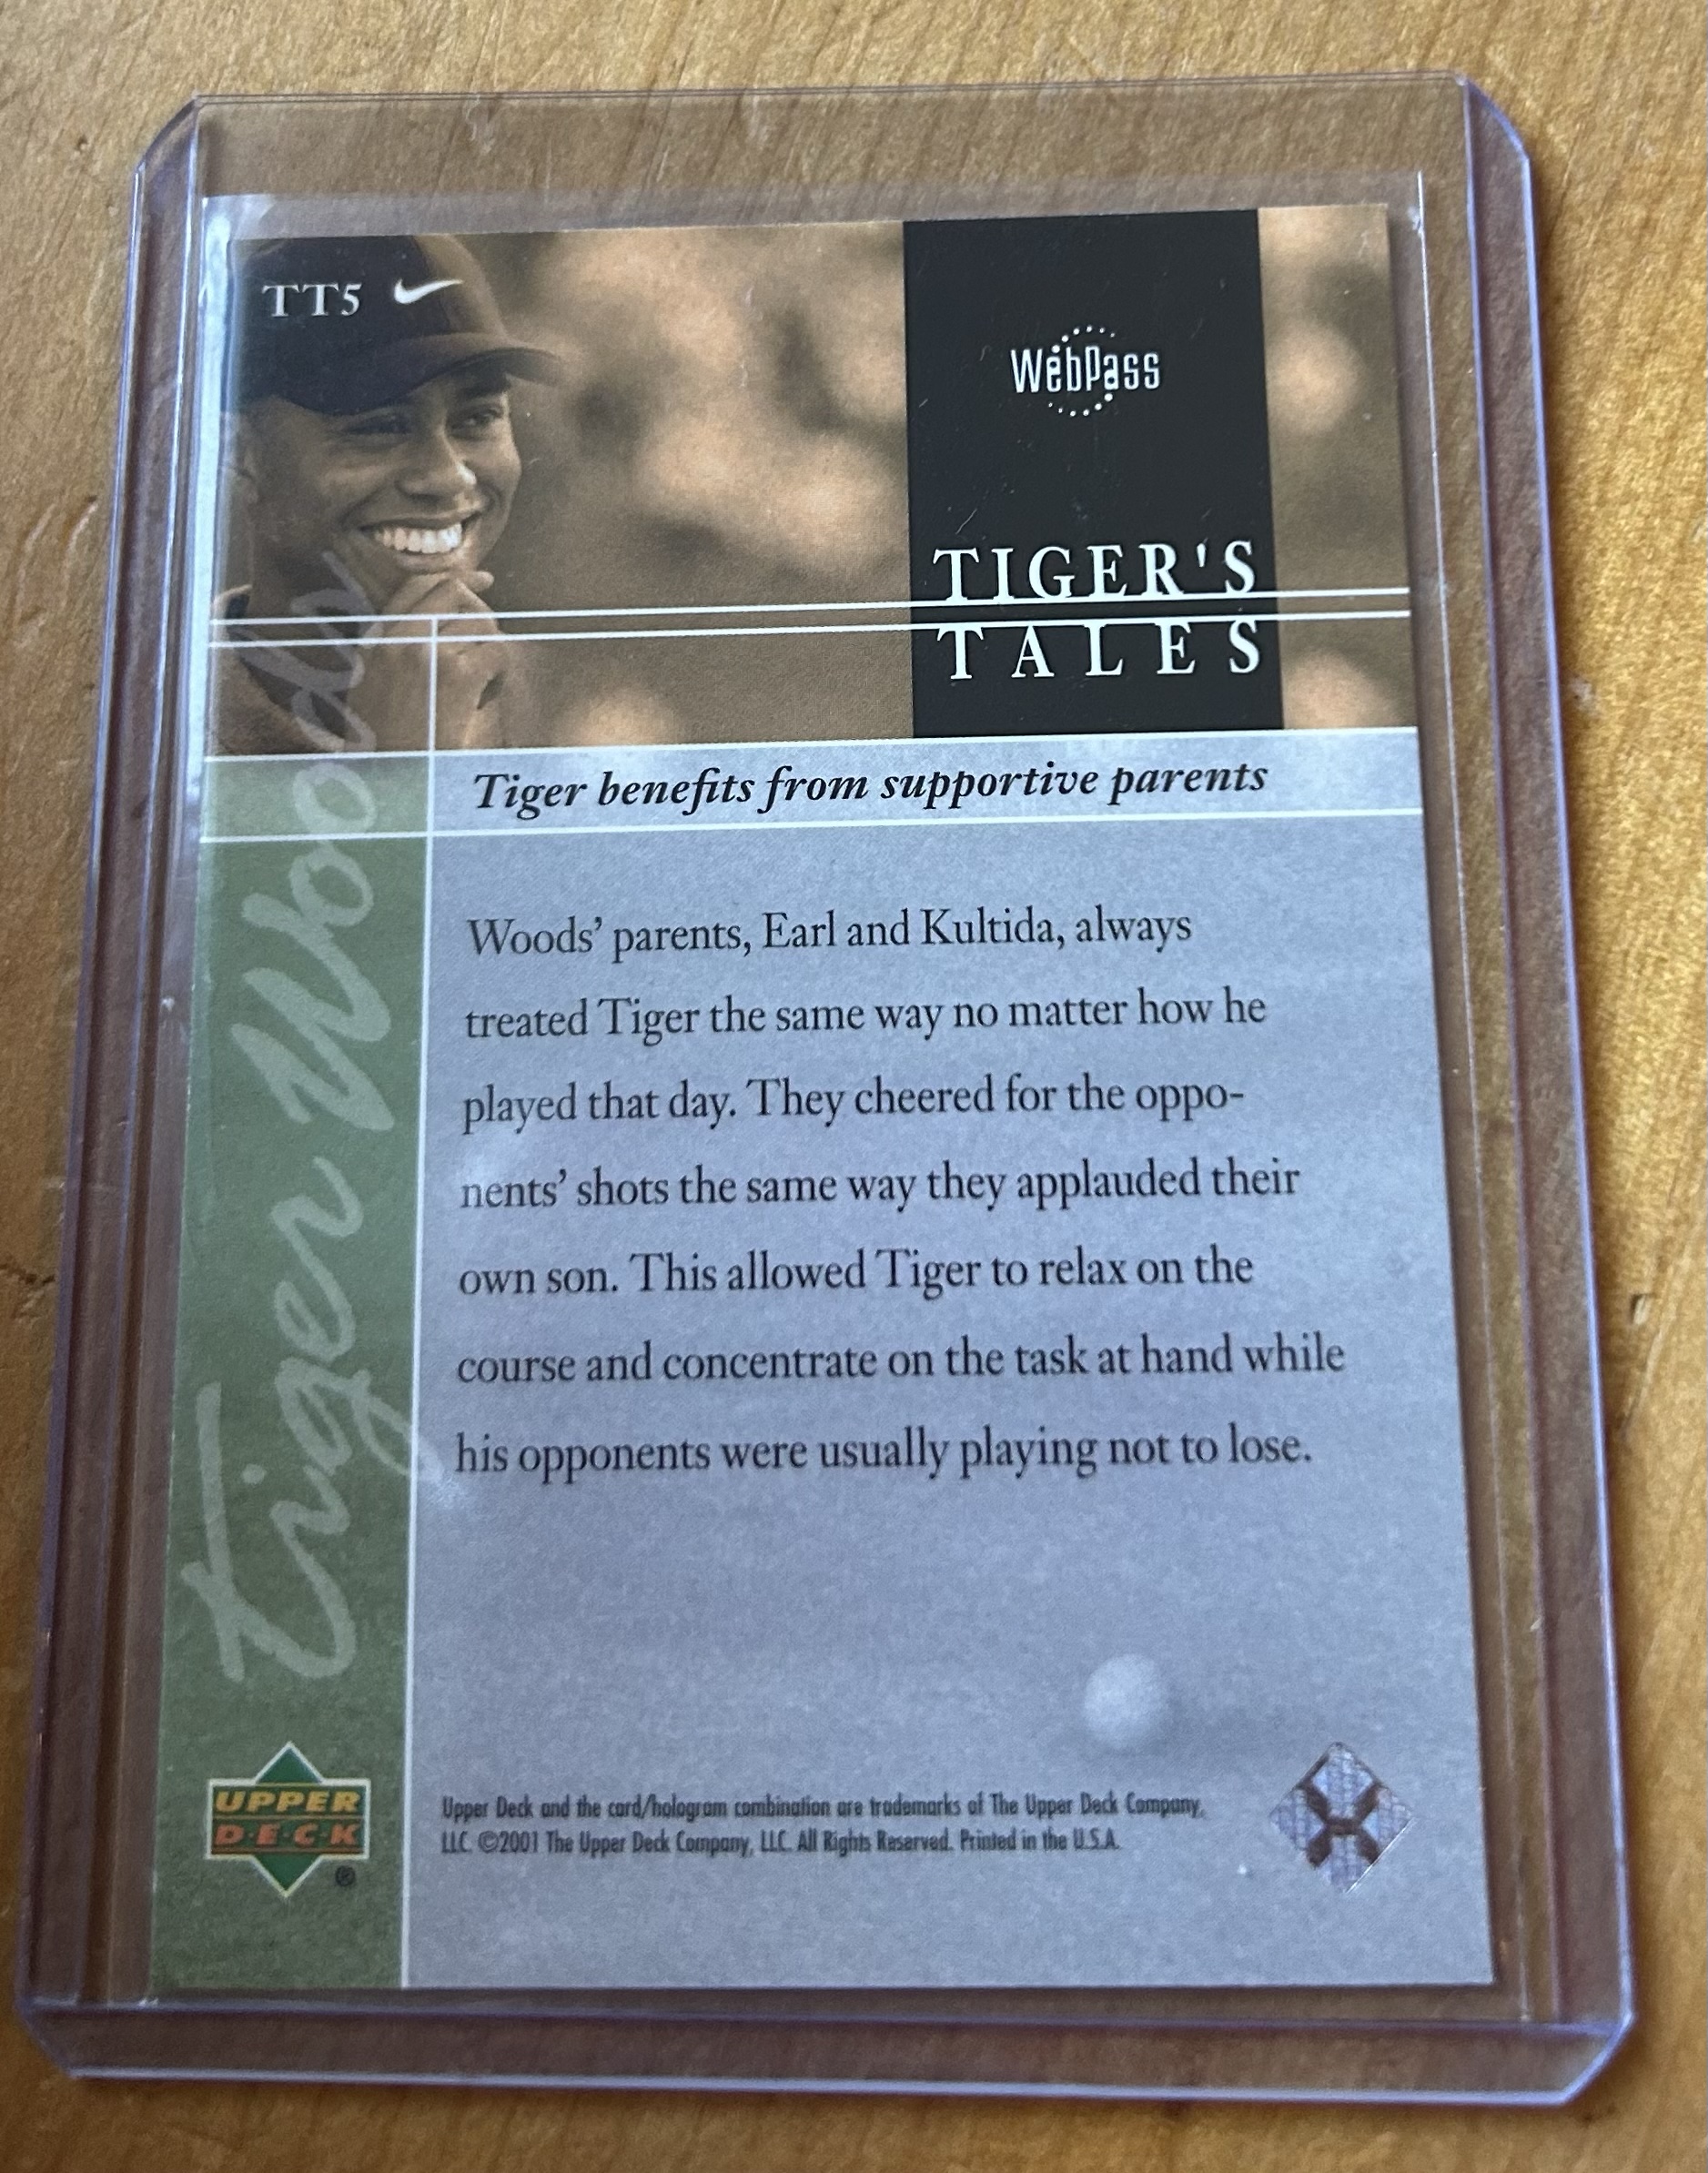 TT5
WebPass
TIGER'S
TALES
Tiger benefits from supportive parents
Woods’ parents, Earl and Kultida, always
treated Tiger the same way no matter how he
played that day. They cheered for the oppo-
nents’ shots the same way they applauded their
own son. This allowed Tiger to relax on the
course and concentrate on the task at hand while
his opponents were usually playing not to lose.
Tiger Woods
UPPER
D·E·C·K
®
Upper Deck and the card/hologram combination are trademarks of The Upper Deck Company,
LLC. ©2001 The Upper Deck Company, LLC. All Rights Reserved. Printed in the U.S.A.